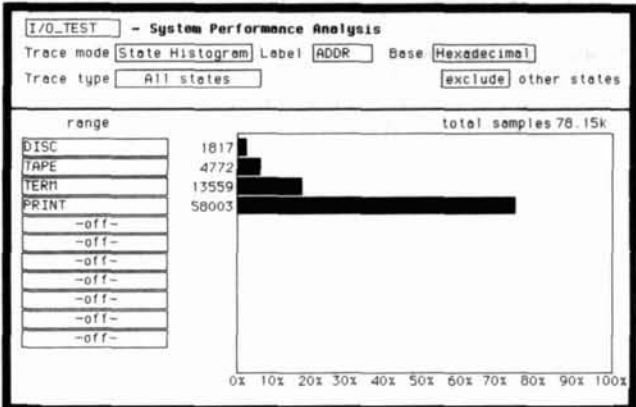 I/O_TEST - System Performance Analysis
Trace mode State Histogram Label ADDR Base Hexadecimal
Trace type All states exclude other states
range total samples 78.15k
DISC 1817
TAPE 4772
TERM 13559
PRINT 58003
-off-
-off-
-off-
-off-
-off-
-off-
-off-
0% 10% 20% 30% 40% 50% 60% 70% 80% 90% 100%